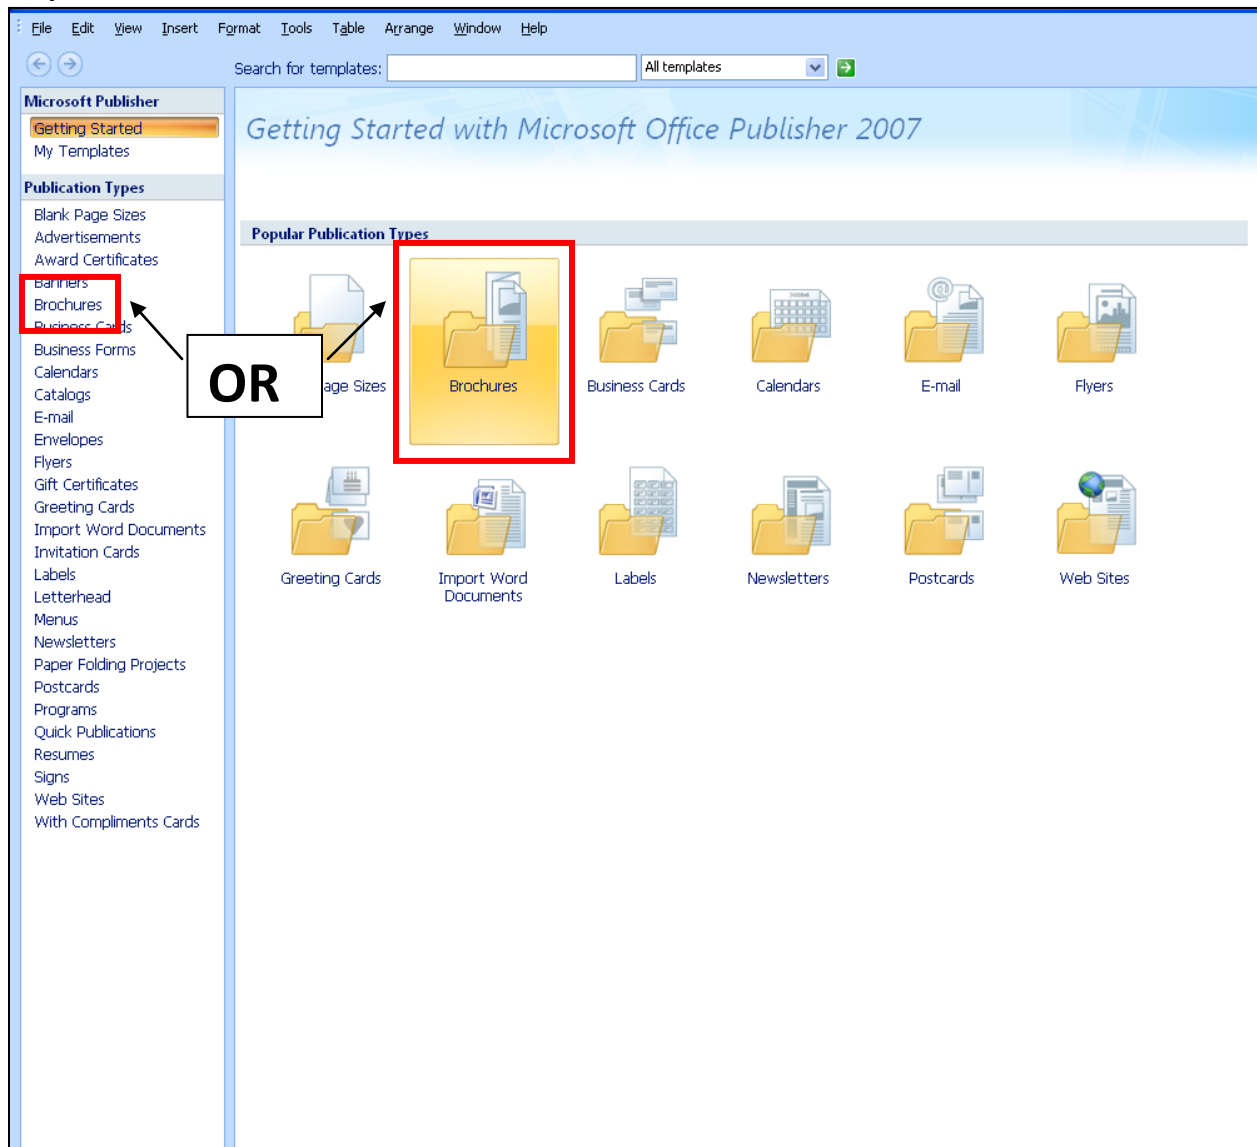 File Edit View Insert Format Tools Table Arrange Window Help
Search for templates: All templates
Microsoft Publisher
Getting Started
My Templates
Publication Types
Blank Page Sizes
Advertisements
Award Certificates
Banners
Brochures
Business Cards
Business Forms
Calendars
Catalogs
E-mail
Envelopes
Flyers
Gift Certificates
Greeting Cards
Import Word Documents
Invitation Cards
Labels
Letterhead
Menus
Newsletters
Paper Folding Projects
Postcards
Programs
Quick Publications
Resumes
Signs
Web Sites
With Compliments Cards
Getting Started with Microsoft Office Publisher 2007
Popular Publication Types
OR
age Sizes Brochures Business Cards Calendars E-mail Flyers
Greeting Cards Import Word Labels Newsletters Postcards Web Sites
Documents